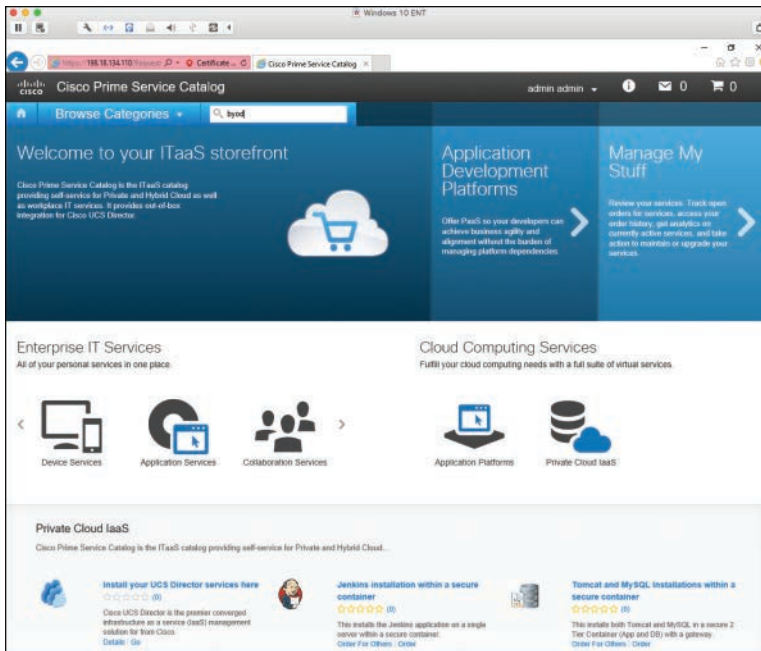 Windows 10 ENT
https://198.18.134.110/
Certificate ...
Cisco Prime Service Catalog
cisco
Cisco Prime Service Catalog
admin admin
0
0
Browse Categories
byod
Welcome to your ITaaS storefront
Cisco Prime Service Catalog is the ITaaS catalog
providing self-service for Private and Hybrid Cloud as well
as workplace IT services. It provides out-of-box
integration for Cisco UCS Director.
Application
Development
Platforms
Offer PaaS so your developers can
achieve business agility and
alignment without the burden of
managing platform dependencies.
Manage My
Stuff
Review your services. Track open
orders for services, access your
order history, get analytics on
currently active services, and take
action to maintain or upgrade your
services.
Enterprise IT Services
All of your personal services in one place.
Device Services
Application Services
Collaboration Services
Cloud Computing Services
Fulfill your cloud computing needs with a full suite of virtual services.
Application Platforms
Private Cloud IaaS
Private Cloud IaaS
Cisco Prime Service Catalog is the ITaaS catalog providing self-service for Private and Hybrid Cloud...
Install your UCS Director services here
(0)
Cisco UCS Director is the premier converged
infrastructure as a service (IaaS) management
solution for from Cisco.
Details Go
Jenkins installation within a secure
container
(0)
This installs the Jenkins application on a single
server within a secure container.
Order For Others Order
Tomcat and MySQL installations within a
secure container
(0)
This installs both Tomcat and MySQL in a secure 2
Tier Container (App and DB) with a gateway.
Order For Others Order